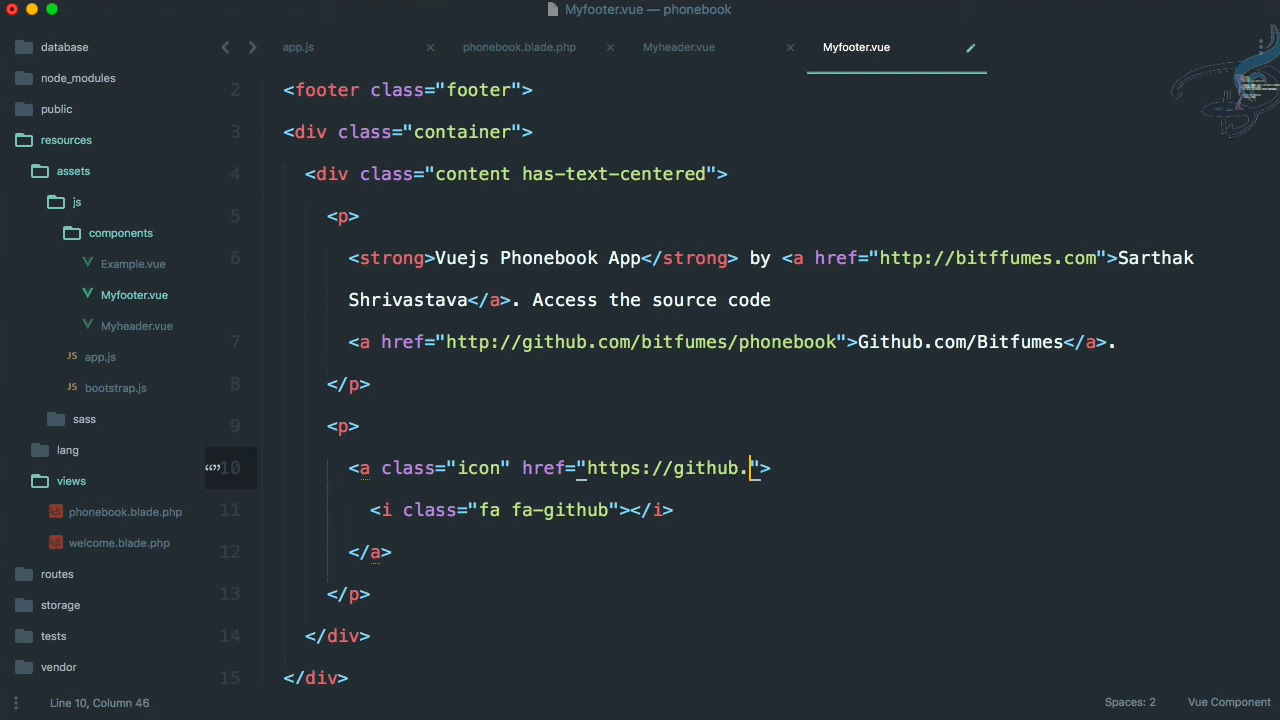 Myfooter.vue — phonebook
database
node_modules
public
resources
assets
js
components
Example.vue
Myfooter.vue
Myheader.vue
JS app.js
JS bootstrap.js
sass
lang
views
phonebook.blade.php
welcome.blade.php
routes
storage
tests
vendor
app.js
phonebook.blade.php
Myheader.vue
Myfooter.vue
2 <footer class="footer">
3 <div class="container">
4 <div class="content has-text-centered">
5 <p>
6 <strong>Vuejs Phonebook App</strong> by <a href="http://bitffumes.com">Sarthak
Shrivastava</a>. Access the source code
7 <a href="http://github.com/bitfumes/phonebook">Github.com/Bitfumes</a>.
8 </p>
9 <p>
“” 10 <a class="icon" href="https://github.">
11 <i class="fa fa-github"></i>
12 </a>
13 </p>
14 </div>
15 </div>
Line 10, Column 46
Spaces: 2
Vue Component